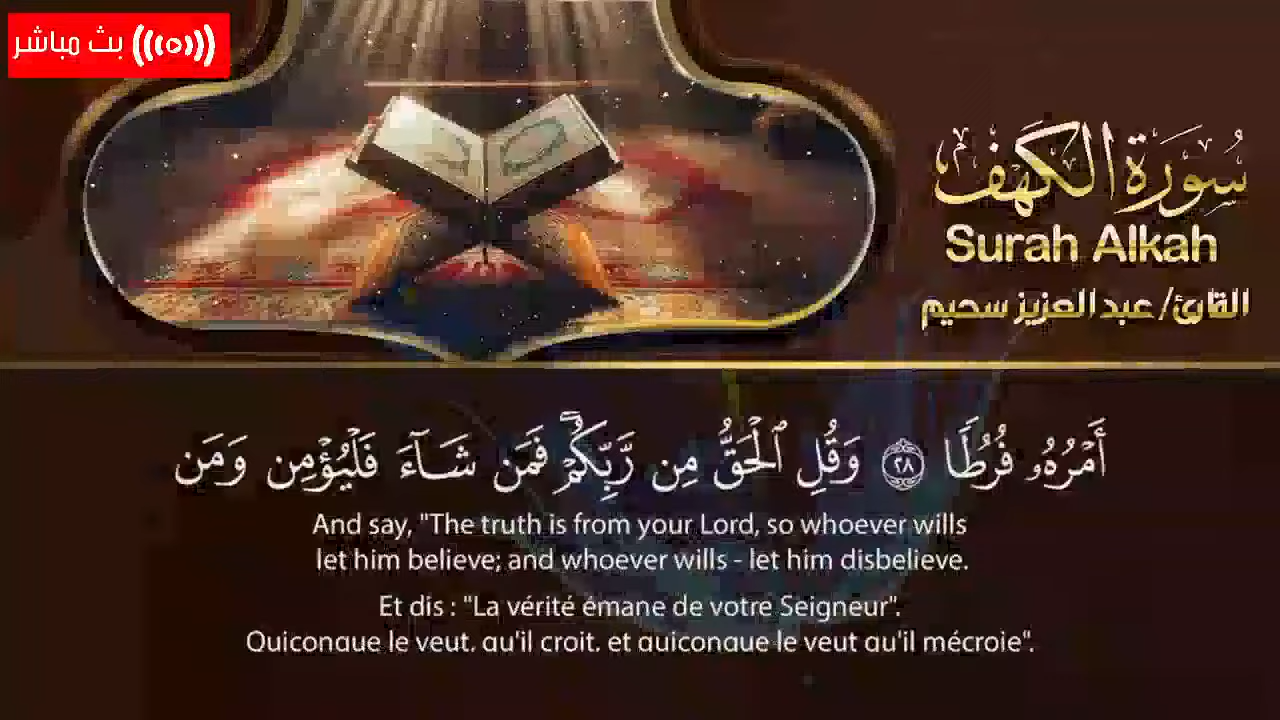 بث مباشر
سُورَةُ الكَهْفِ
Surah Alkah
القارئ/ عبد العزيز سحيم
أَمْرُهُۥ فُرُطًا ٢٨ وَقُلِ ٱلْحَقُّ مِن رَّبِّكُمْ ۖ فَمَن شَآءَ فَلْيُؤْمِن وَمَن
And say, "The truth is from your Lord, so whoever wills
let him believe; and whoever wills - let him disbelieve.
Et dis : "La vérité émane de votre Seigneur".
Quiconque le veut, qu'il croit, et quiconque le veut qu'il mécroie".